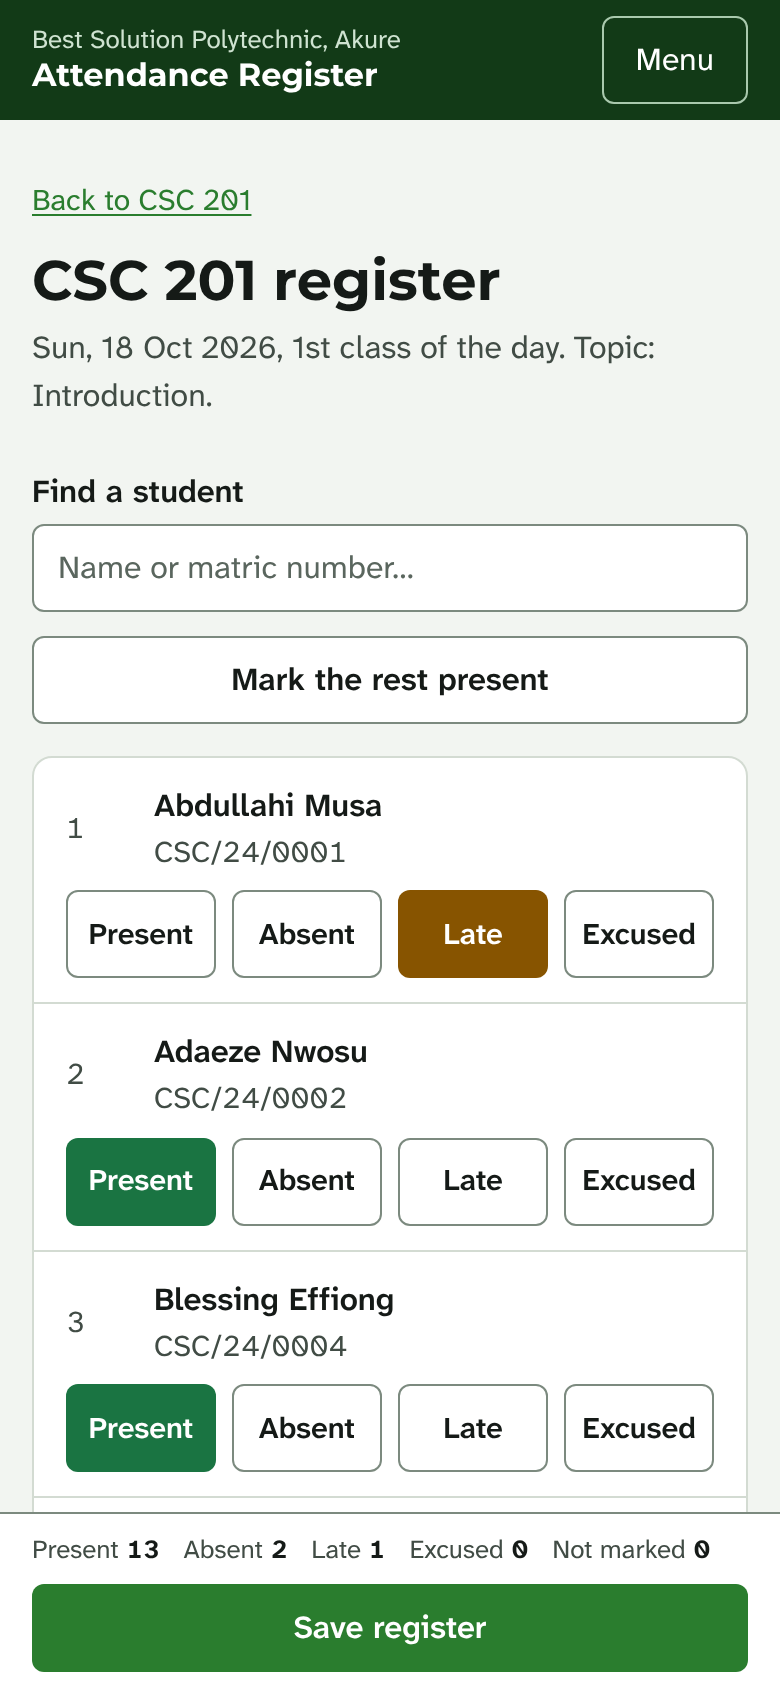 Best Solution Polytechnic, Akure
Attendance Register
Menu
Back to CSC 201
CSC 201 register
Sun, 18 Oct 2026, 1st class of the day. Topic:
Introduction.
Find a student
Name or matric number...
Mark the rest present
1
Abdullahi Musa
CSC/24/0001
Present Absent Late Excused
2
Adaeze Nwosu
CSC/24/0002
Present Absent Late Excused
3
Blessing Effiong
CSC/24/0004
Present Absent Late Excused
Present 13 Absent 2 Late 1 Excused 0 Not marked 0
Save register